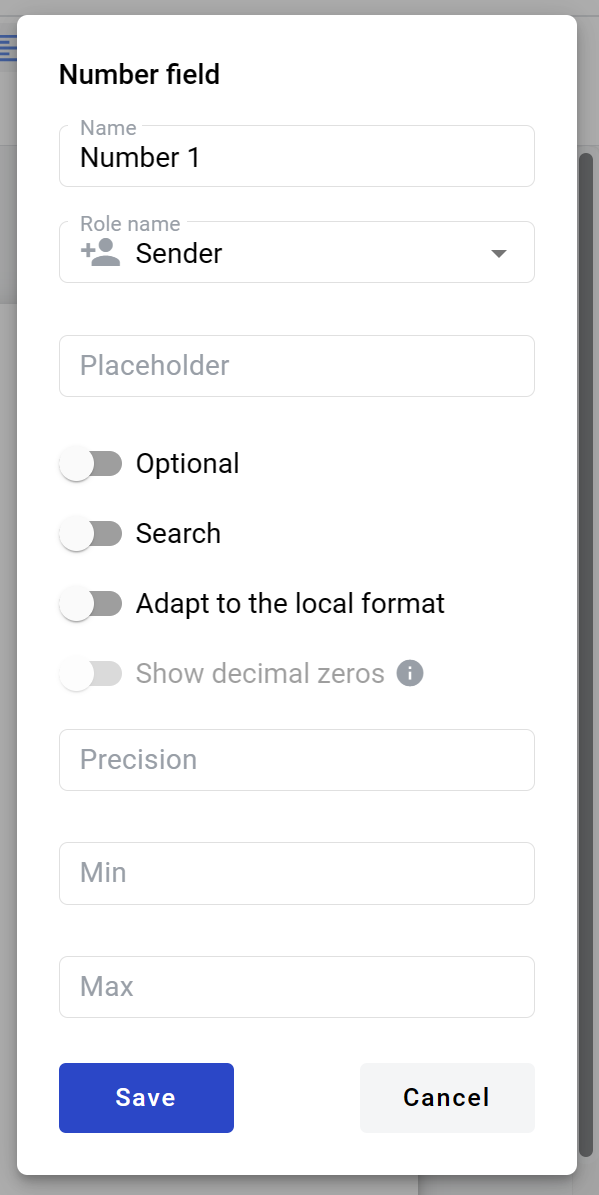 Number field
Name
Number 1
Role name
Sender
Placeholder
Optional
Search
Adapt to the local format
Show decimal zeros
Precision
Min
Max
Save
Cancel